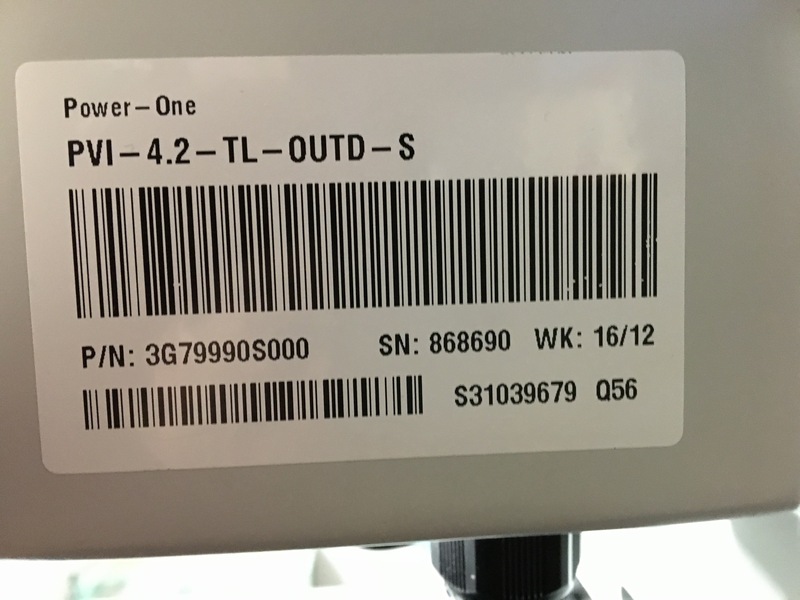 Power-One
PVI-4.2-TL-OUTD-S
P/N: 3G79990S000 SN: 868690 WK: 16/12
S31039679 Q56